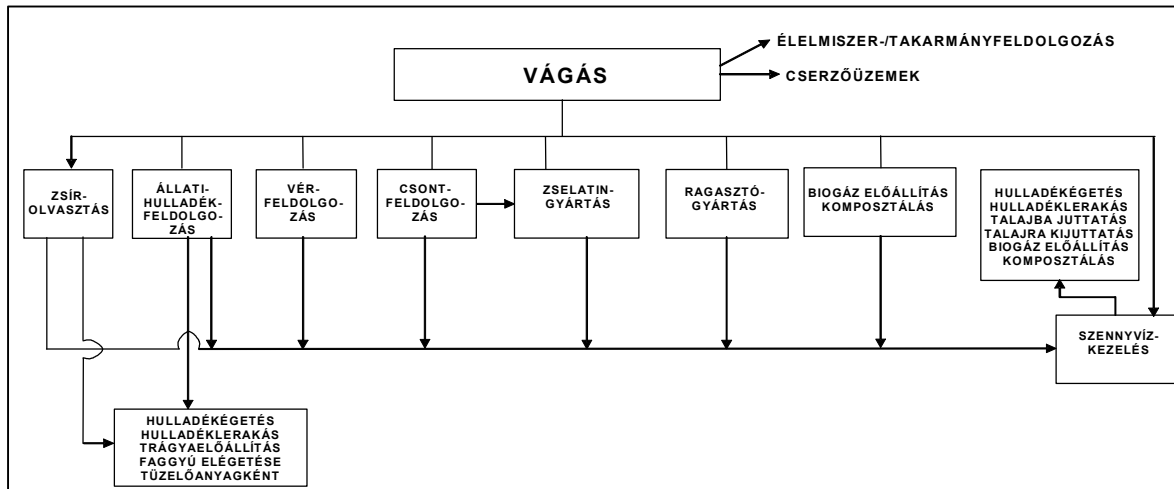 ÉLELMISZER-/TAKARMÁNYFELDOLGOZÁS
VÁGÁS
CSERZŐÜZEMEK
ZSÍR-
OLVASZTÁS
ÁLLATI-
HULLADÉK-
FELDOLGO-
ZÁS
VÉR-
FELDOLGO-
ZÁS
CSONT-
FELDOLGO-
ZÁS
ZSELATIN-
GYÁRTÁS
RAGASZTÓ-
GYÁRTÁS
BIOGÁZ ELŐÁLLÍTÁS
KOMPOSZTÁLÁS
HULLADÉKÉGETÉS
HULLADÉKLERAKÁS
TALAJBA JUTTATÁS
TALAJRA KIJUTTATÁS
BIOGÁZ ELŐÁLLÍTÁS
KOMPOSTÁLÁS
SZENNYVÍZ-
KEZELÉS
HULLADÉKÉGETÉS
HULLADÉKLERAKÁS
TRÁGYAELŐÁLLÍTÁS
FAGGYÚ ELÉGETÉSE
TÜZELŐANYAGKÉNT